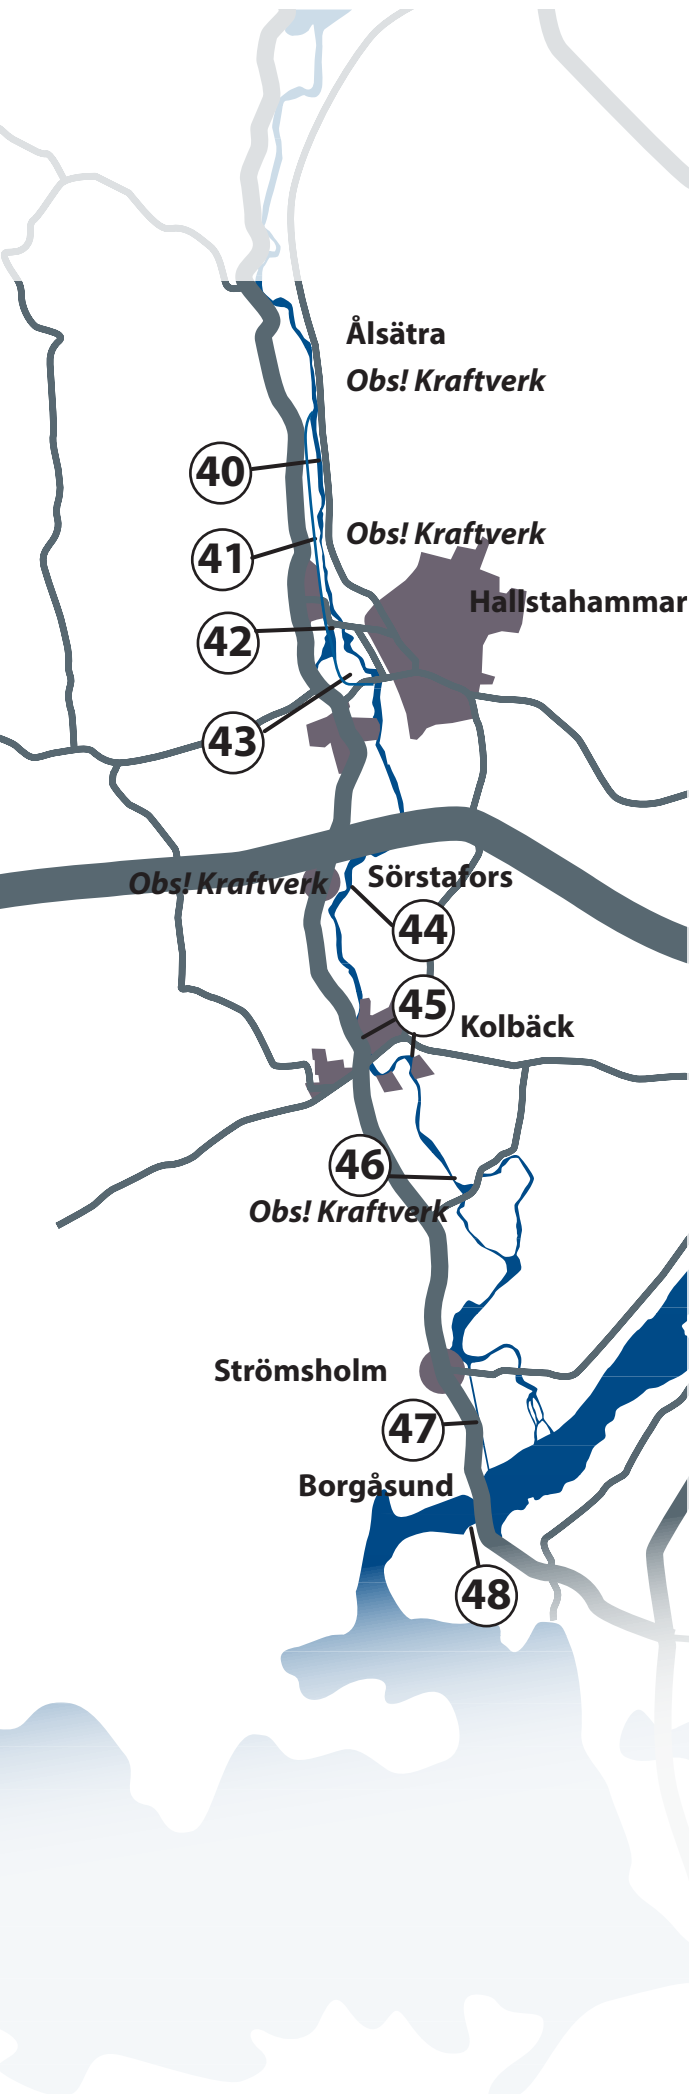 Ålsätra
Obs! Kraftverk
40
Obs! Kraftverk
41
Hallstahammar
42
43
Obs! Kraftverk
Sörstafors
44
45
Kolbäck
46
Obs! Kraftverk
Strömsholm
47
Borgåsund
48